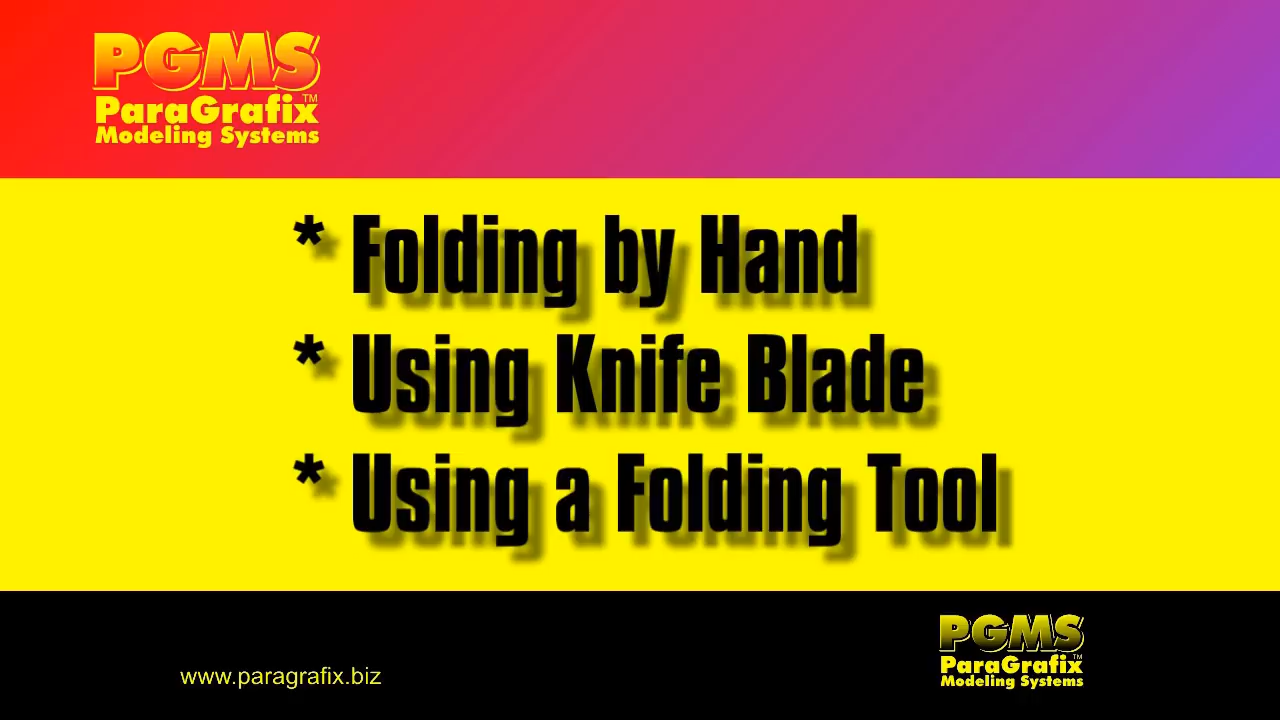 PGMS
ParaGrafix™
Modeling Systems
* Folding by Hand
* Using Knife Blade
* Using a Folding Tool
www.paragrafix.biz
PGMS
ParaGrafix™
Modeling Systems